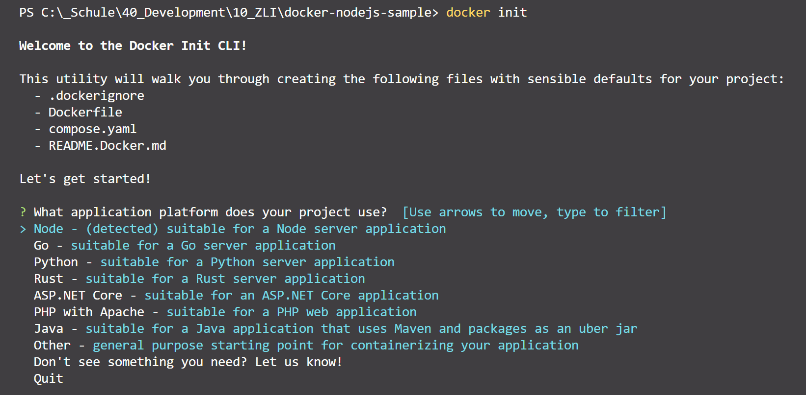 PS C:\_Schule\40_Development\10_ZLI\docker-nodejs-sample> docker init
Welcome to the Docker Init CLI!
This utility will walk you through creating the following files with sensible defaults for your project:
- .dockerignore
- Dockerfile
- compose.yaml
- README.Docker.md
Let's get started!
? What application platform does your project use?  [Use arrows to move, type to filter]
> Node - (detected) suitable for a Node server application
Go - suitable for a Go server application
Python - suitable for a Python server application
Rust - suitable for a Rust server application
ASP.NET Core - suitable for an ASP.NET Core application
PHP with Apache - suitable for a PHP web application
Java - suitable for a Java application that uses Maven and packages as an uber jar
Other - general purpose starting point for containerizing your application
Don't see something you need? Let us know!
Quit